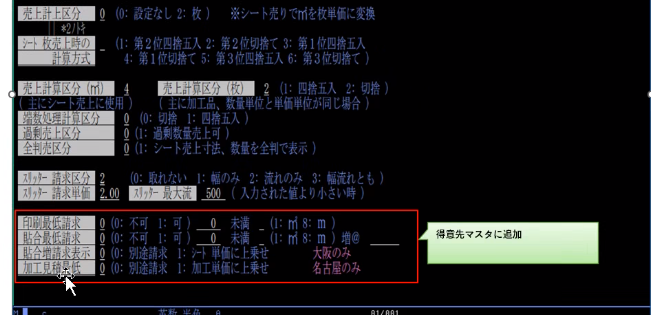 売上計上区分 0 (0: 設定なし 2: 枚 ) ※シート売りで㎡を枚単価に変換
*2ﾉﾄｷ
ｼｰﾄ 枚売上時の _ (1: 第2位四捨五入 2: 第2位切捨て 3: 第1位四捨五入
計算方式 4: 第1位切捨て 5: 第3位四捨五入 6: 第3位切捨て )
売上計算区分 (㎡) 4 売上計算区分 (枚) 2 (1: 四捨五入 2: 切捨 )
( 主にシート売上に使用 ) ( 主に加工品、数量単位と単価単位が同じ場合 )
端数処理計算区分 0 (0: 切捨 1: 四捨五入 )
過剰売上区分 0 (1: 過剰数量売上可 )
全判売区分 0 (1: シート売上寸法、数量を全判で表示 )
ｽﾘｯﾀｰ 請求区分 2 (0: 取れない 1: 幅のみ 2: 流れのみ 3: 幅流れとも )
ｽﾘｯﾀｰ 請求単価 2.00 ｽﾘｯﾀｰ 最大流 500 ( 入力された値より小さい時 )
印刷最低請求 0 (0: 不可 1: 可 ) 0 未満 _ (1: ㎡ 8: m )
貼合最低請求 0 (0: 不可 1: 可 ) 0 未満 _ (1: ㎡ 8: m ) 増@
貼合増請求表示 0 (0: 別途請求 1: ｼｰﾄ 単価に上乗せ 大阪のみ
加工見積最低 0 (0: 別途請求 1: 加工単価に上乗せ 名古屋のみ
得意先マスタに追加
01/001